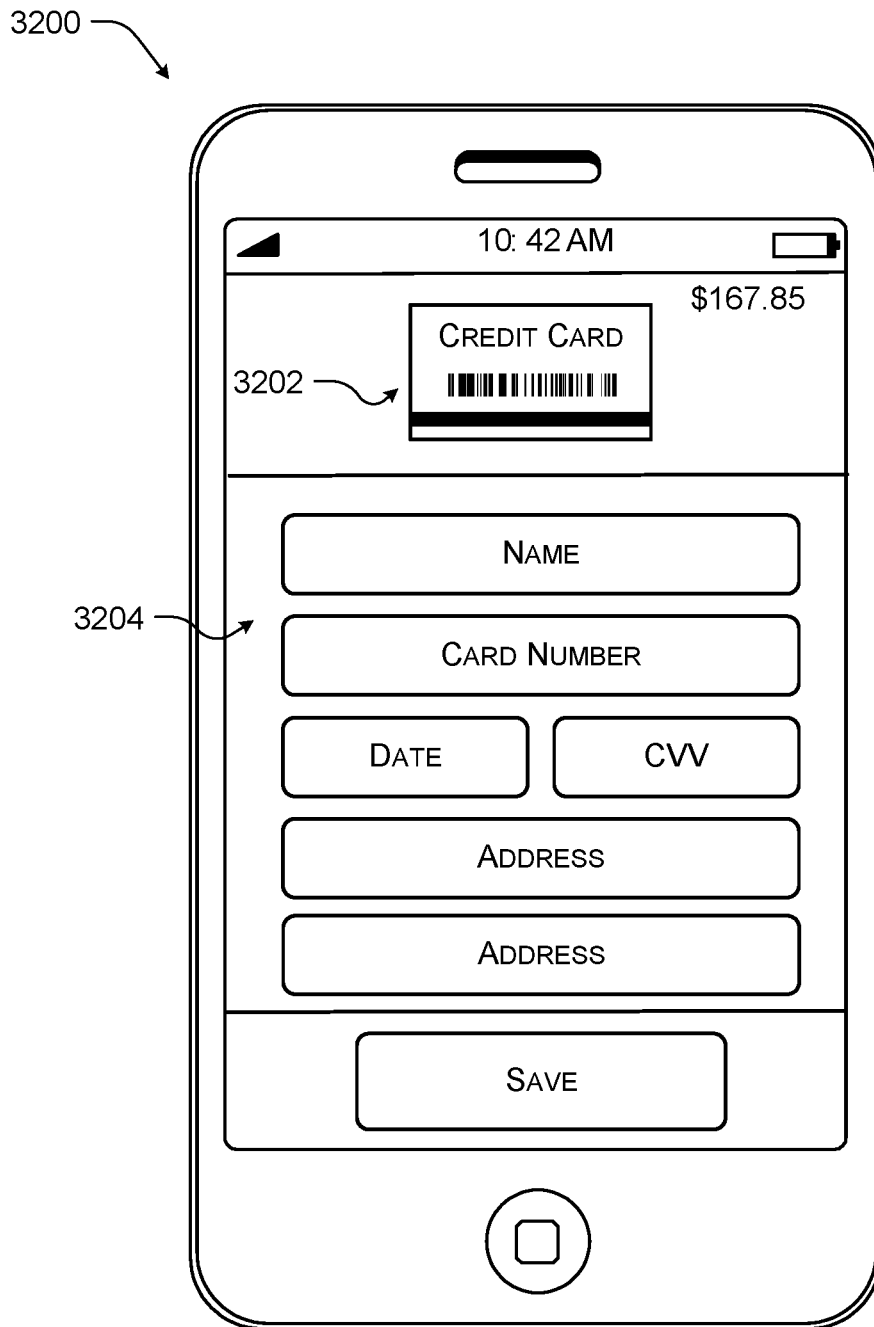 3200
10: 42 AM
$167.85
CREDIT CARD
3202
NAME
3204
CARD NUMBER
DATE CVV
ADDRESS
ADDRESS
SAVE